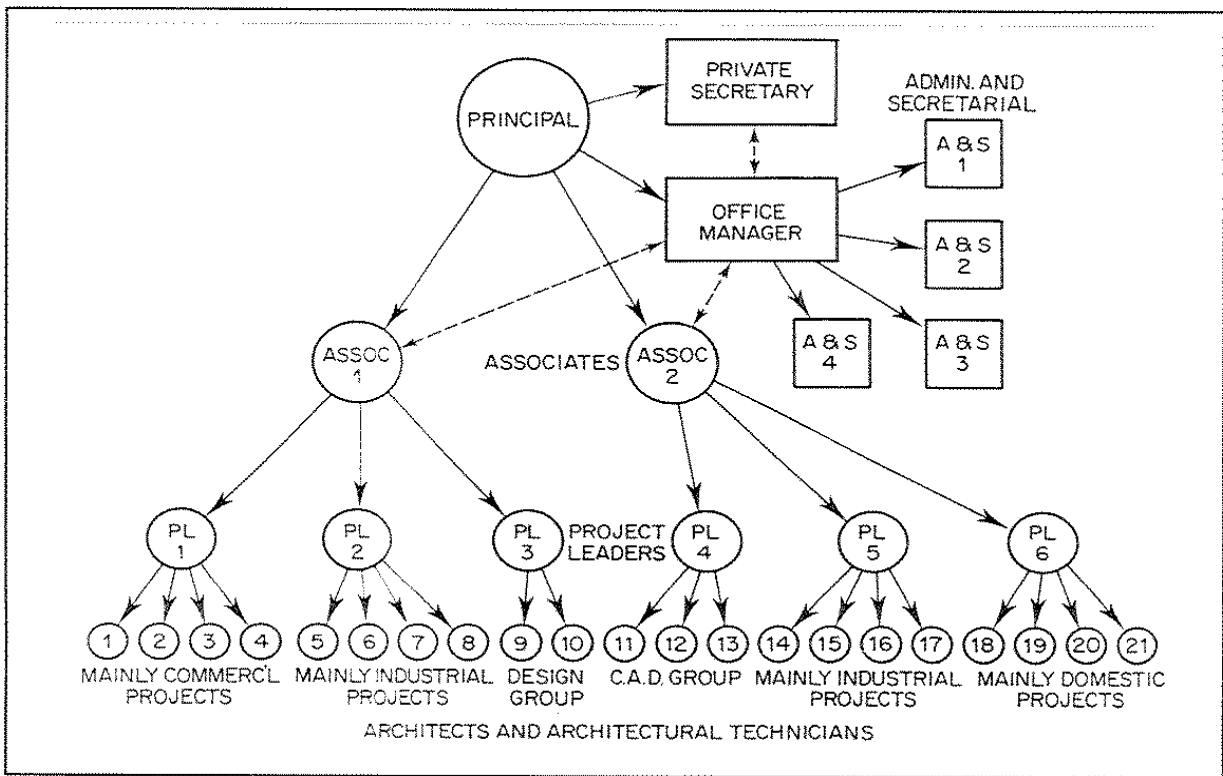 PRINCIPAL
PRIVATE
SECRETARY
ADMIN. AND
SECRETARIAL
A & S
1
OFFICE
MANAGER
A & S
2
ASSOC
1
ASSOCIATES
ASSOC
2
A & S
4
A & S
3
PL
1
PL
2
PL
3
PROJECT
LEADERS
PL
4
PL
5
PL
6
1 2 3 4 5 6 7 8 9 10 11 12 13 14 15 16 17 18 19 20 21
MAINLY COMMERC'L
PROJECTS
MAINLY INDUSTRIAL
PROJECTS
DESIGN
GROUP
C.A.D. GROUP
MAINLY INDUSTRIAL
PROJECTS
MAINLY DOMESTIC
PROJECTS
ARCHITECTS AND ARCHITECTURAL TECHNICIANS